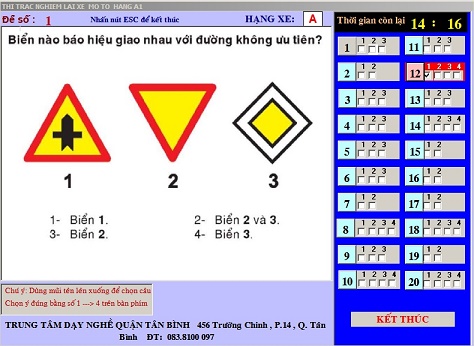 THI TRAC NGHIEM LAI XE MO TO HANG A1
Đề số : 1 Nhấn nút ESC để kết thúc HẠNG XE: A
Thời gian còn lại 14 : 16
Biển nào báo hiệu giao nhau với đường không ưu tiên?
1 2 3
1- Biển 1. 2- Biển 2 và 3.
3- Biển 2. 4- Biển 3.
Chú ý: Dùng mũi tên lên xuống để chọn câu
Chọn ý đúng bằng số 1 ---> 4 trên bàn phím
TRUNG TÂM DẠY NGHỀ QUẬN TÂN BÌNH 456 Trường Chinh , P.14 , Q. Tân
Bình ĐT: 083.8100 097
1 1 2 3
2 1 2
3 1 2 3
4 1 2 3
5 1 2 3
6 1 2 3
7 1 2
8 1 2 3 4
9 1 2 3
10 1 2 3 4
11 1 2 3
12 1 2 3 4
13 1 2 3
14 1 2 3 4
15 1 2
16 1 2
17 1 2
18 1 2 3 4
19 1 2
20 1 2 3 4
KẾT THÚC